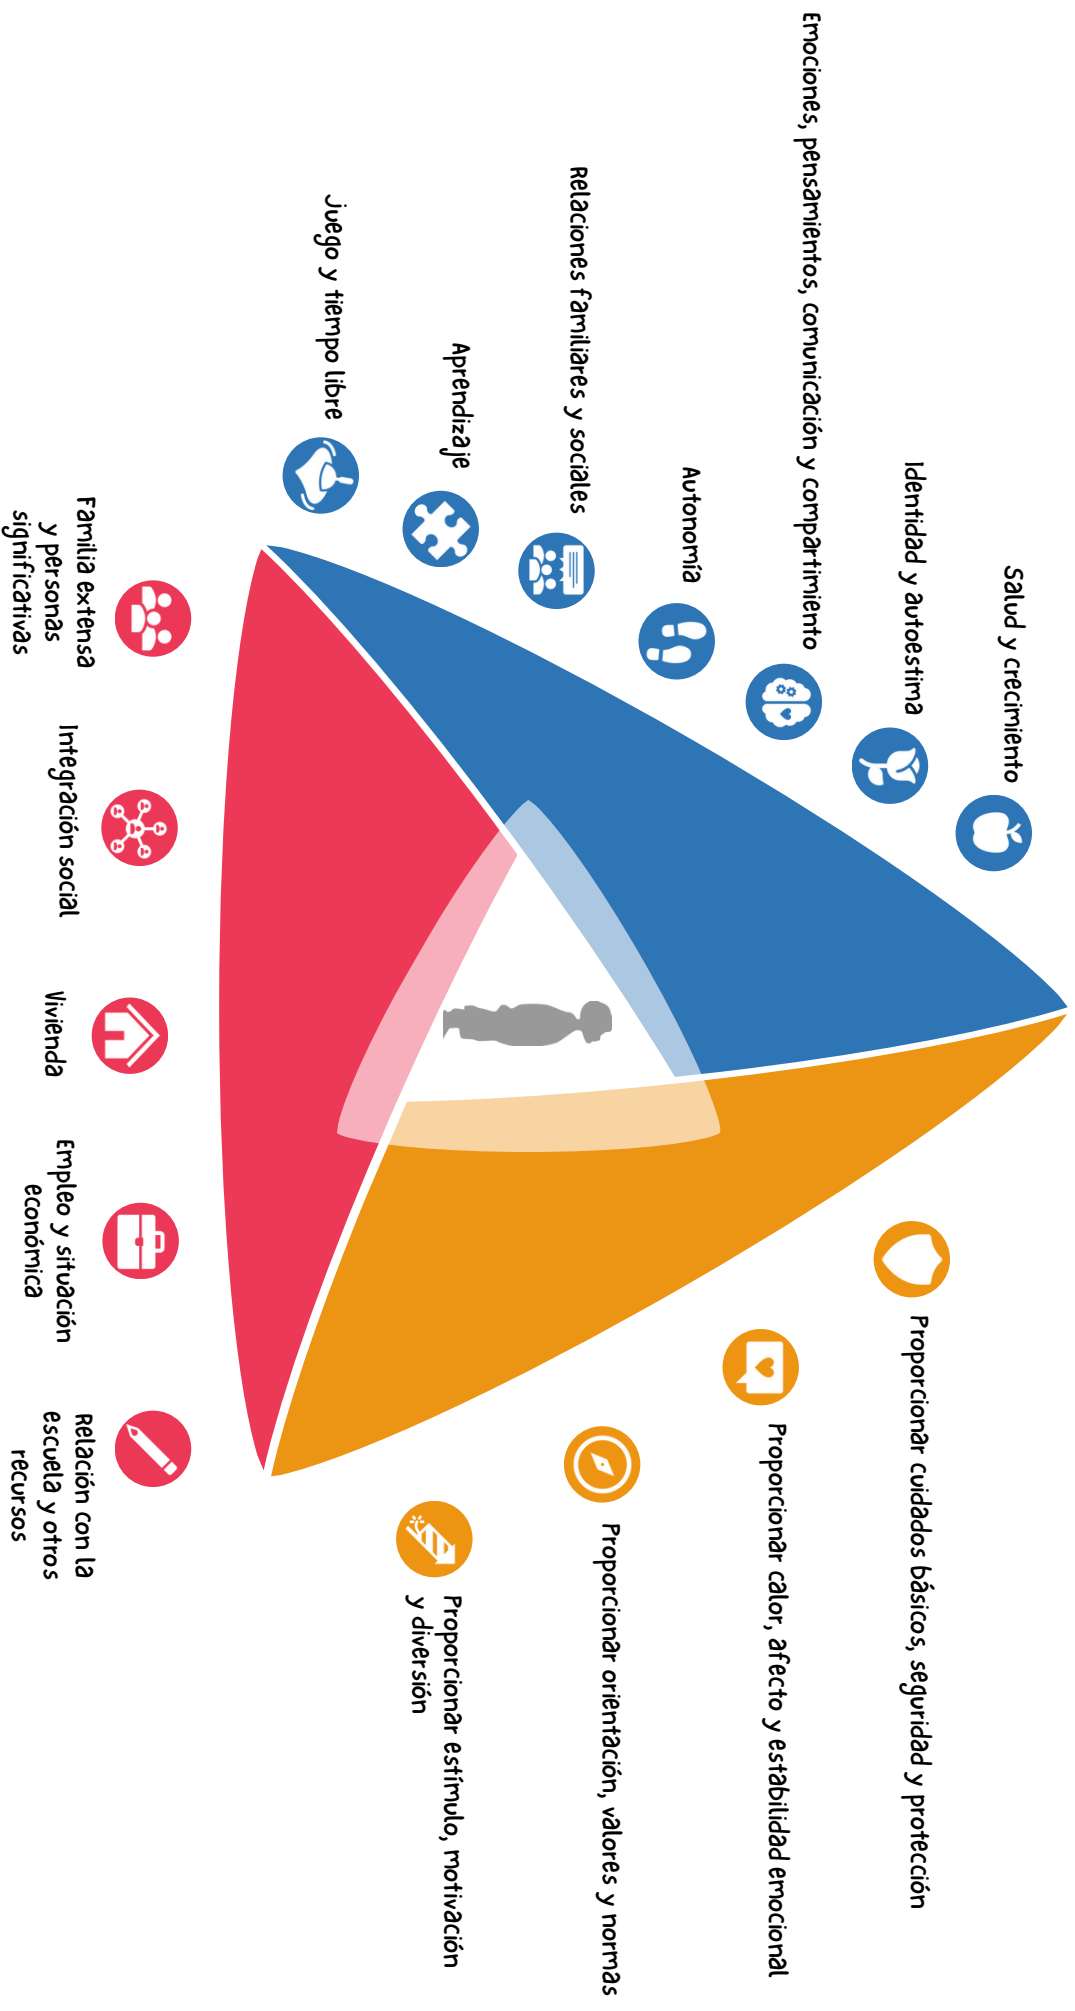 Salud y crecimiento
Identidad y autoestima
Emociones, pensamientos, comunicación y compartimiento
Autonomía
Relaciones familiares y sociales
Aprendizaje
Juego y tiempo libre
Proporcionar cuidados básicos, seguridad y protección
Proporcionar calor, afecto y estabilidad emocional
Proporcionar orientación, valores y normas
Proporcionar estímulo, motivación
y diversión
Familia extensa
y personas
significativas
Integración social
Vivienda
Empleo y situación
económica
Relación con la
escuela y otros
recursos